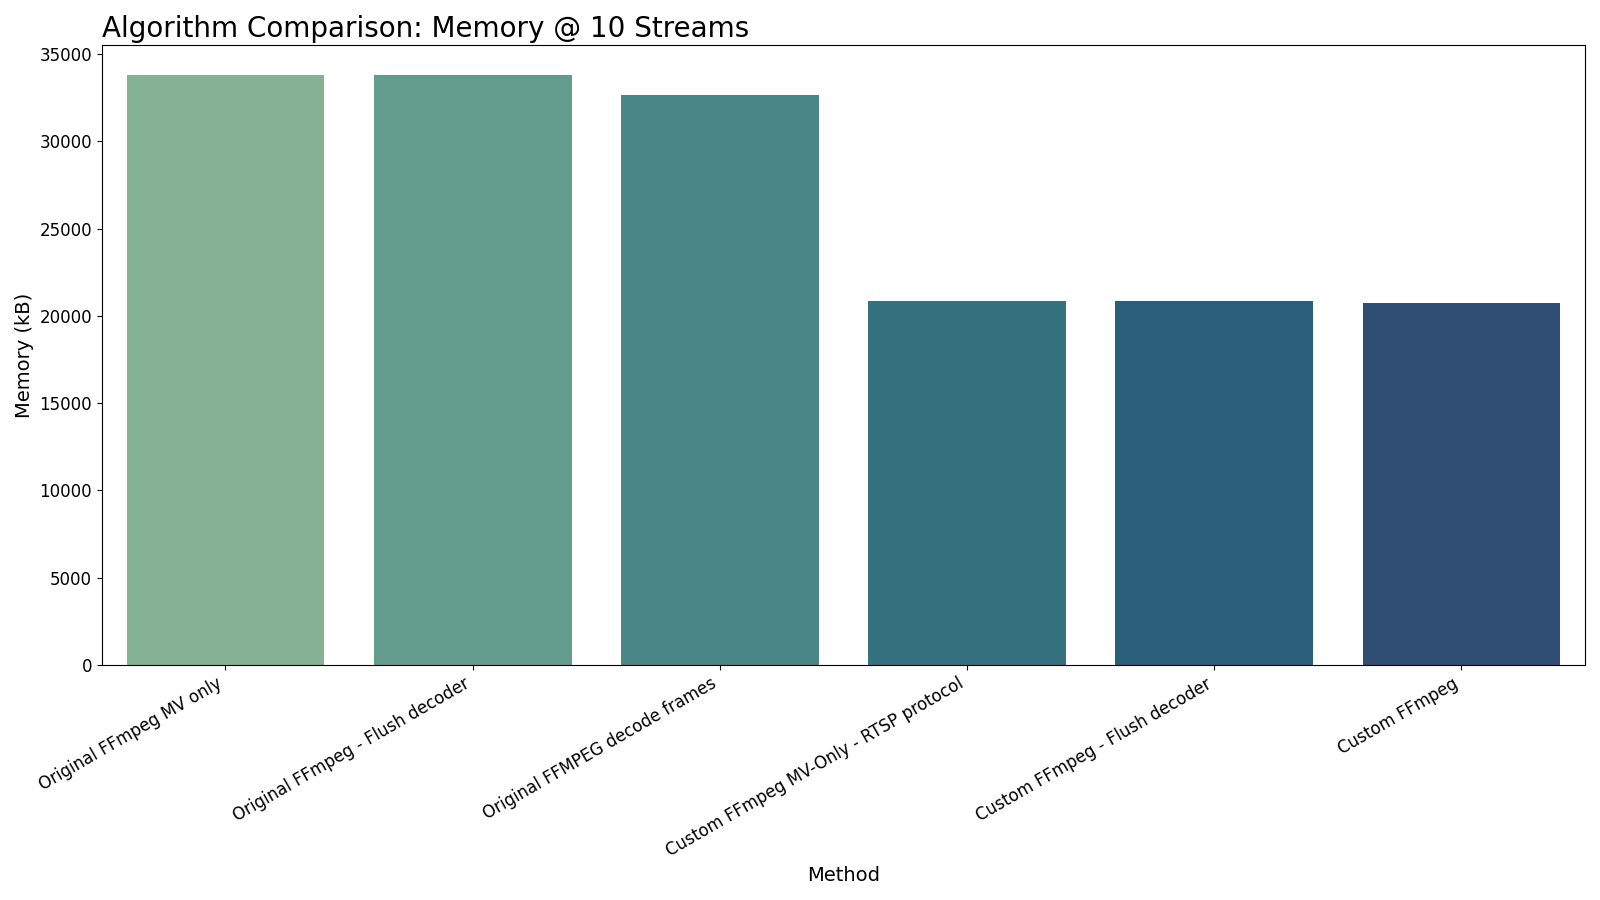 Algorithm Comparison: Memory @ 10 Streams
35000
30000
25000
20000
15000
10000
5000
0
Memory (kB)
Original FFmpeg MV only
Original FFmpeg - Flush decoder
Original FFMPEG decode frames
Custom FFmpeg MV-Only - RTSP protocol
Custom FFmpeg - Flush decoder
Custom FFmpeg
Method